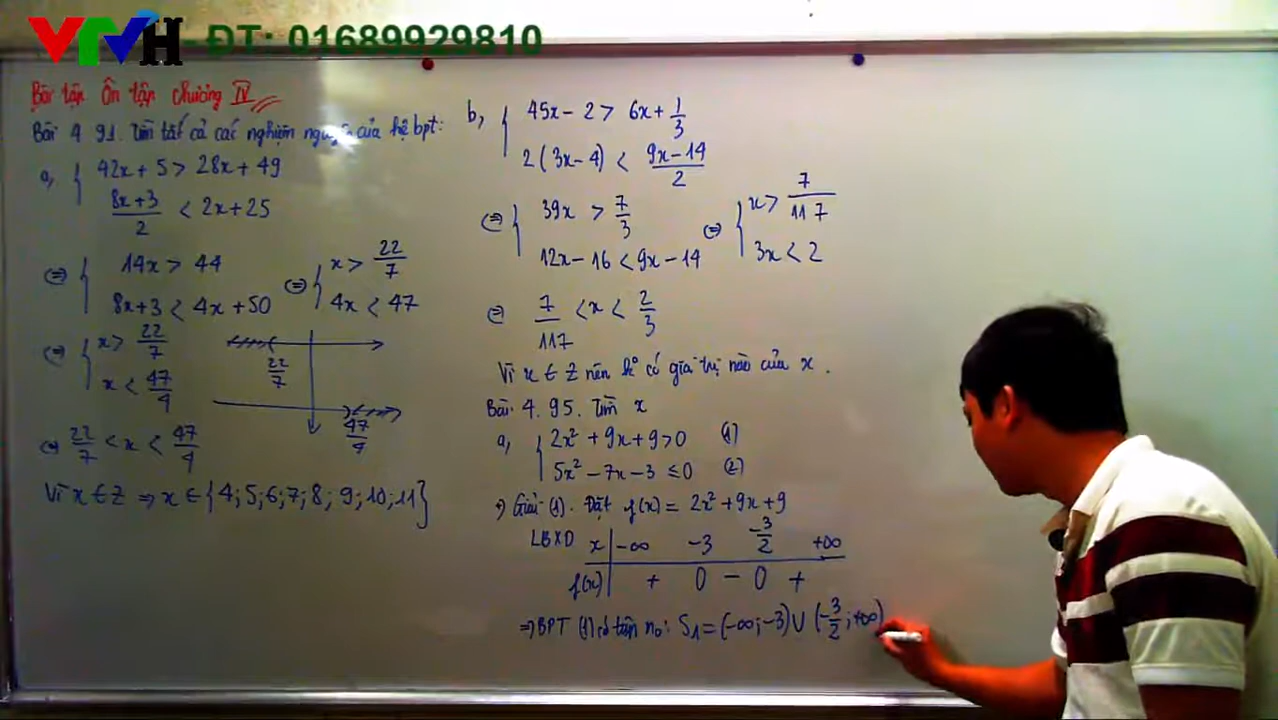 VTVH - ĐT: 01689929810
Bài tập Ôn tập chương IV
Bài 4.91. Tìm tất cả các nghiệm nguyên của hệ bpt:
a, { 42x + 5 > 28x + 49
(8x+3)/2 < 2x + 25
⇔ { 14x > 44
8x+3 < 4x + 50
⇔ { x > 22/7
4x < 47
⇔ { x > 22/7
x < 47/4
22/7
47/4
⇔ 22/7 < x < 47/4
Vì x ∈ Z ⇒ x ∈ {4; 5; 6; 7; 8; 9; 10; 11}
b, { 45x - 2 > 6x + 1/3
2(3x - 4) < (9x - 14)/2
⇔ { 39x > 7/3
12x - 16 < 9x - 14
⇔ { x > 7/117
3x < 2
⇔ 7/117 < x < 2/3
Vì x ∈ Z nên ko có giá trị nào của x.
Bài 4.95. Tìm x
a, { 2x² + 9x + 9 > 0 (1)
5x² - 7x - 3 ≤ 0 (2)
+) Giải (1). Đặt f(x) = 2x² + 9x + 9
LBXD x | -∞ -3 -3/2 +∞
f(x) | + 0 - 0 +
⇒ BPT (1) có tập no: S₁ = (-∞; -3) ∪ (-3/2; +∞)